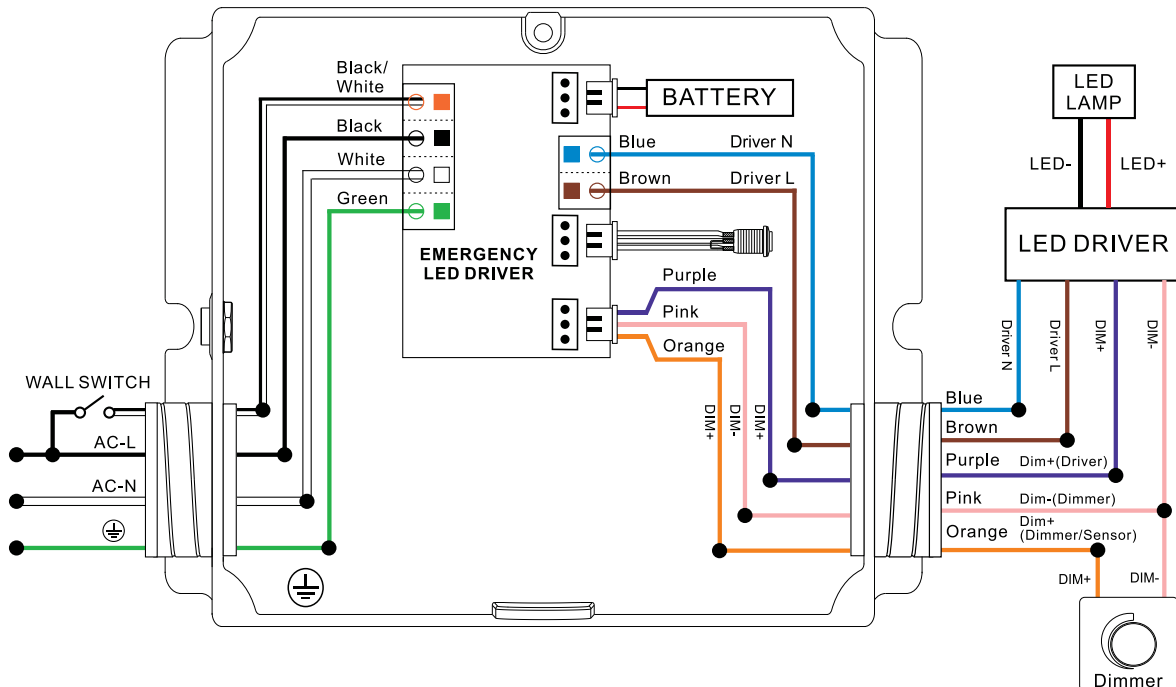 Black/
White
Black
White
Green
EMERGENCY
LED DRIVER
BATTERY
Blue Driver N
Brown Driver L
Purple
Pink
Orange
DIM+
DIM-
DIM+
WALL SWITCH
AC-L
AC-N
LED
LAMP
LED- LED+
LED DRIVER
Driver N
Driver L
DIM+
DIM-
Blue
Brown
Purple Dim+(Driver)
Pink Dim-(Dimmer)
Orange Dim+
(Dimmer/Sensor)
DIM+ DIM-
Dimmer